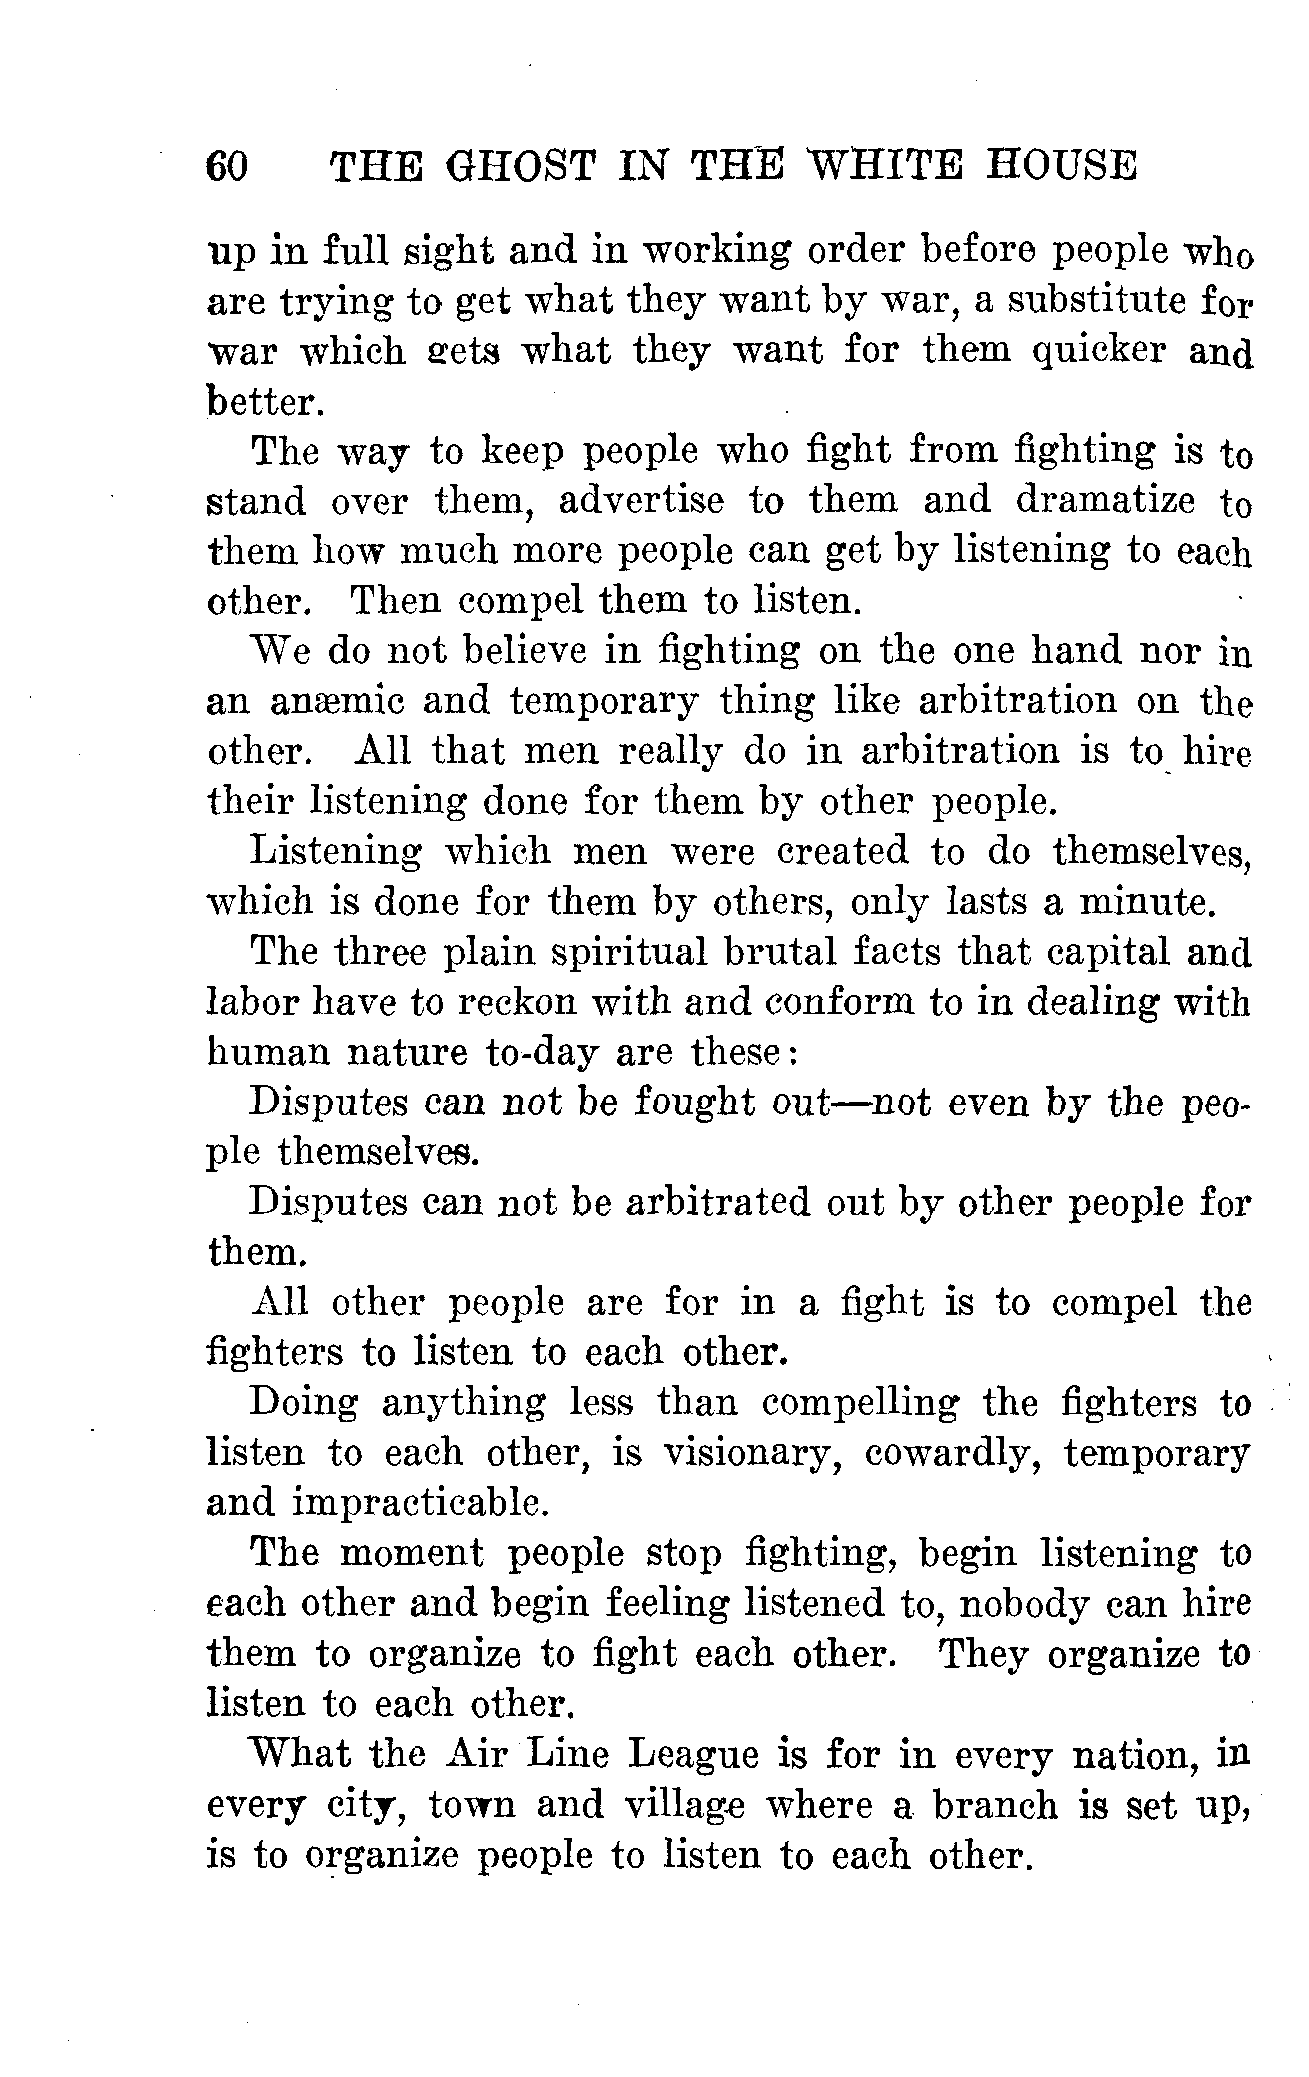 60 THE GHOST IN THE WHITE HOUSE
up in full sight and in working order before people who
are trying to get what they want by war, a substitute for
war which gets what they want for them quicker and
better.
The way to keep people who fight from fighting is to
stand over them, advertise to them and dramatize to
them how much more people can get by listening to each
other. Then compel them to listen.
We do not believe in fighting on the one hand nor in
an anæmic and temporary thing like arbitration on the
other. All that men really do in arbitration is to hire
their listening done for them by other people.
Listening which men were created to do themselves,
which is done for them by others, only lasts a minute.
The three plain spiritual brutal facts that capital and
labor have to reckon with and conform to in dealing with
human nature to-day are these:
Disputes can not be fought out—not even by the peo-
ple themselves.
Disputes can not be arbitrated out by other people for
them.
All other people are for in a fight is to compel the
fighters to listen to each other.
Doing anything less than compelling the fighters to
listen to each other, is visionary, cowardly, temporary
and impracticable.
The moment people stop fighting, begin listening to
each other and begin feeling listened to, nobody can hire
them to organize to fight each other. They organize to
listen to each other.
What the Air Line League is for in every nation, in
every city, town and village where a branch is set up,
is to organize people to listen to each other.